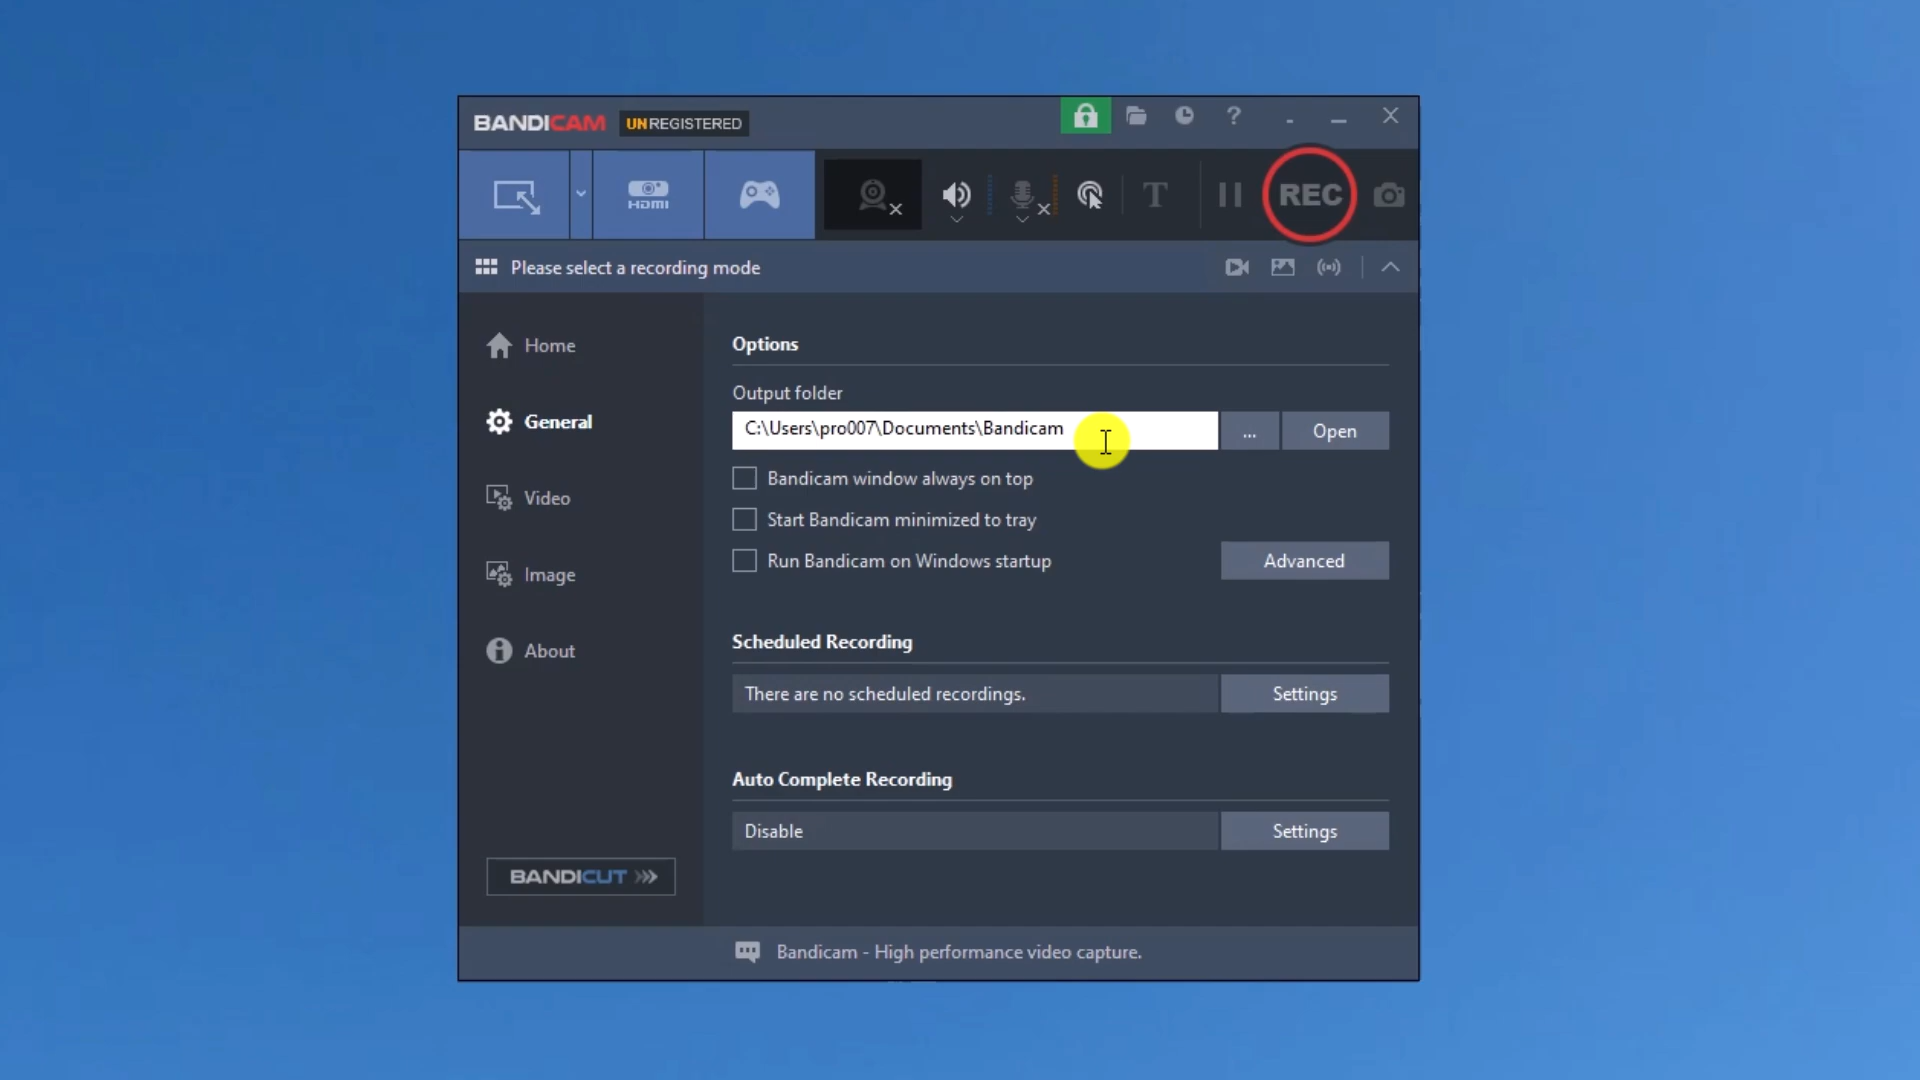 BANDICAM UNREGISTERED
?
HDMI
T
REC
Please select a recording mode
Home
General
Video
Image
About
BANDICUT
Options
Output folder
C:\Users\pro007\Documents\Bandicam
...
Open
Bandicam window always on top
Start Bandicam minimized to tray
Run Bandicam on Windows startup
Advanced
Scheduled Recording
There are no scheduled recordings.
Settings
Auto Complete Recording
Disable
Settings
Bandicam - High performance video capture.